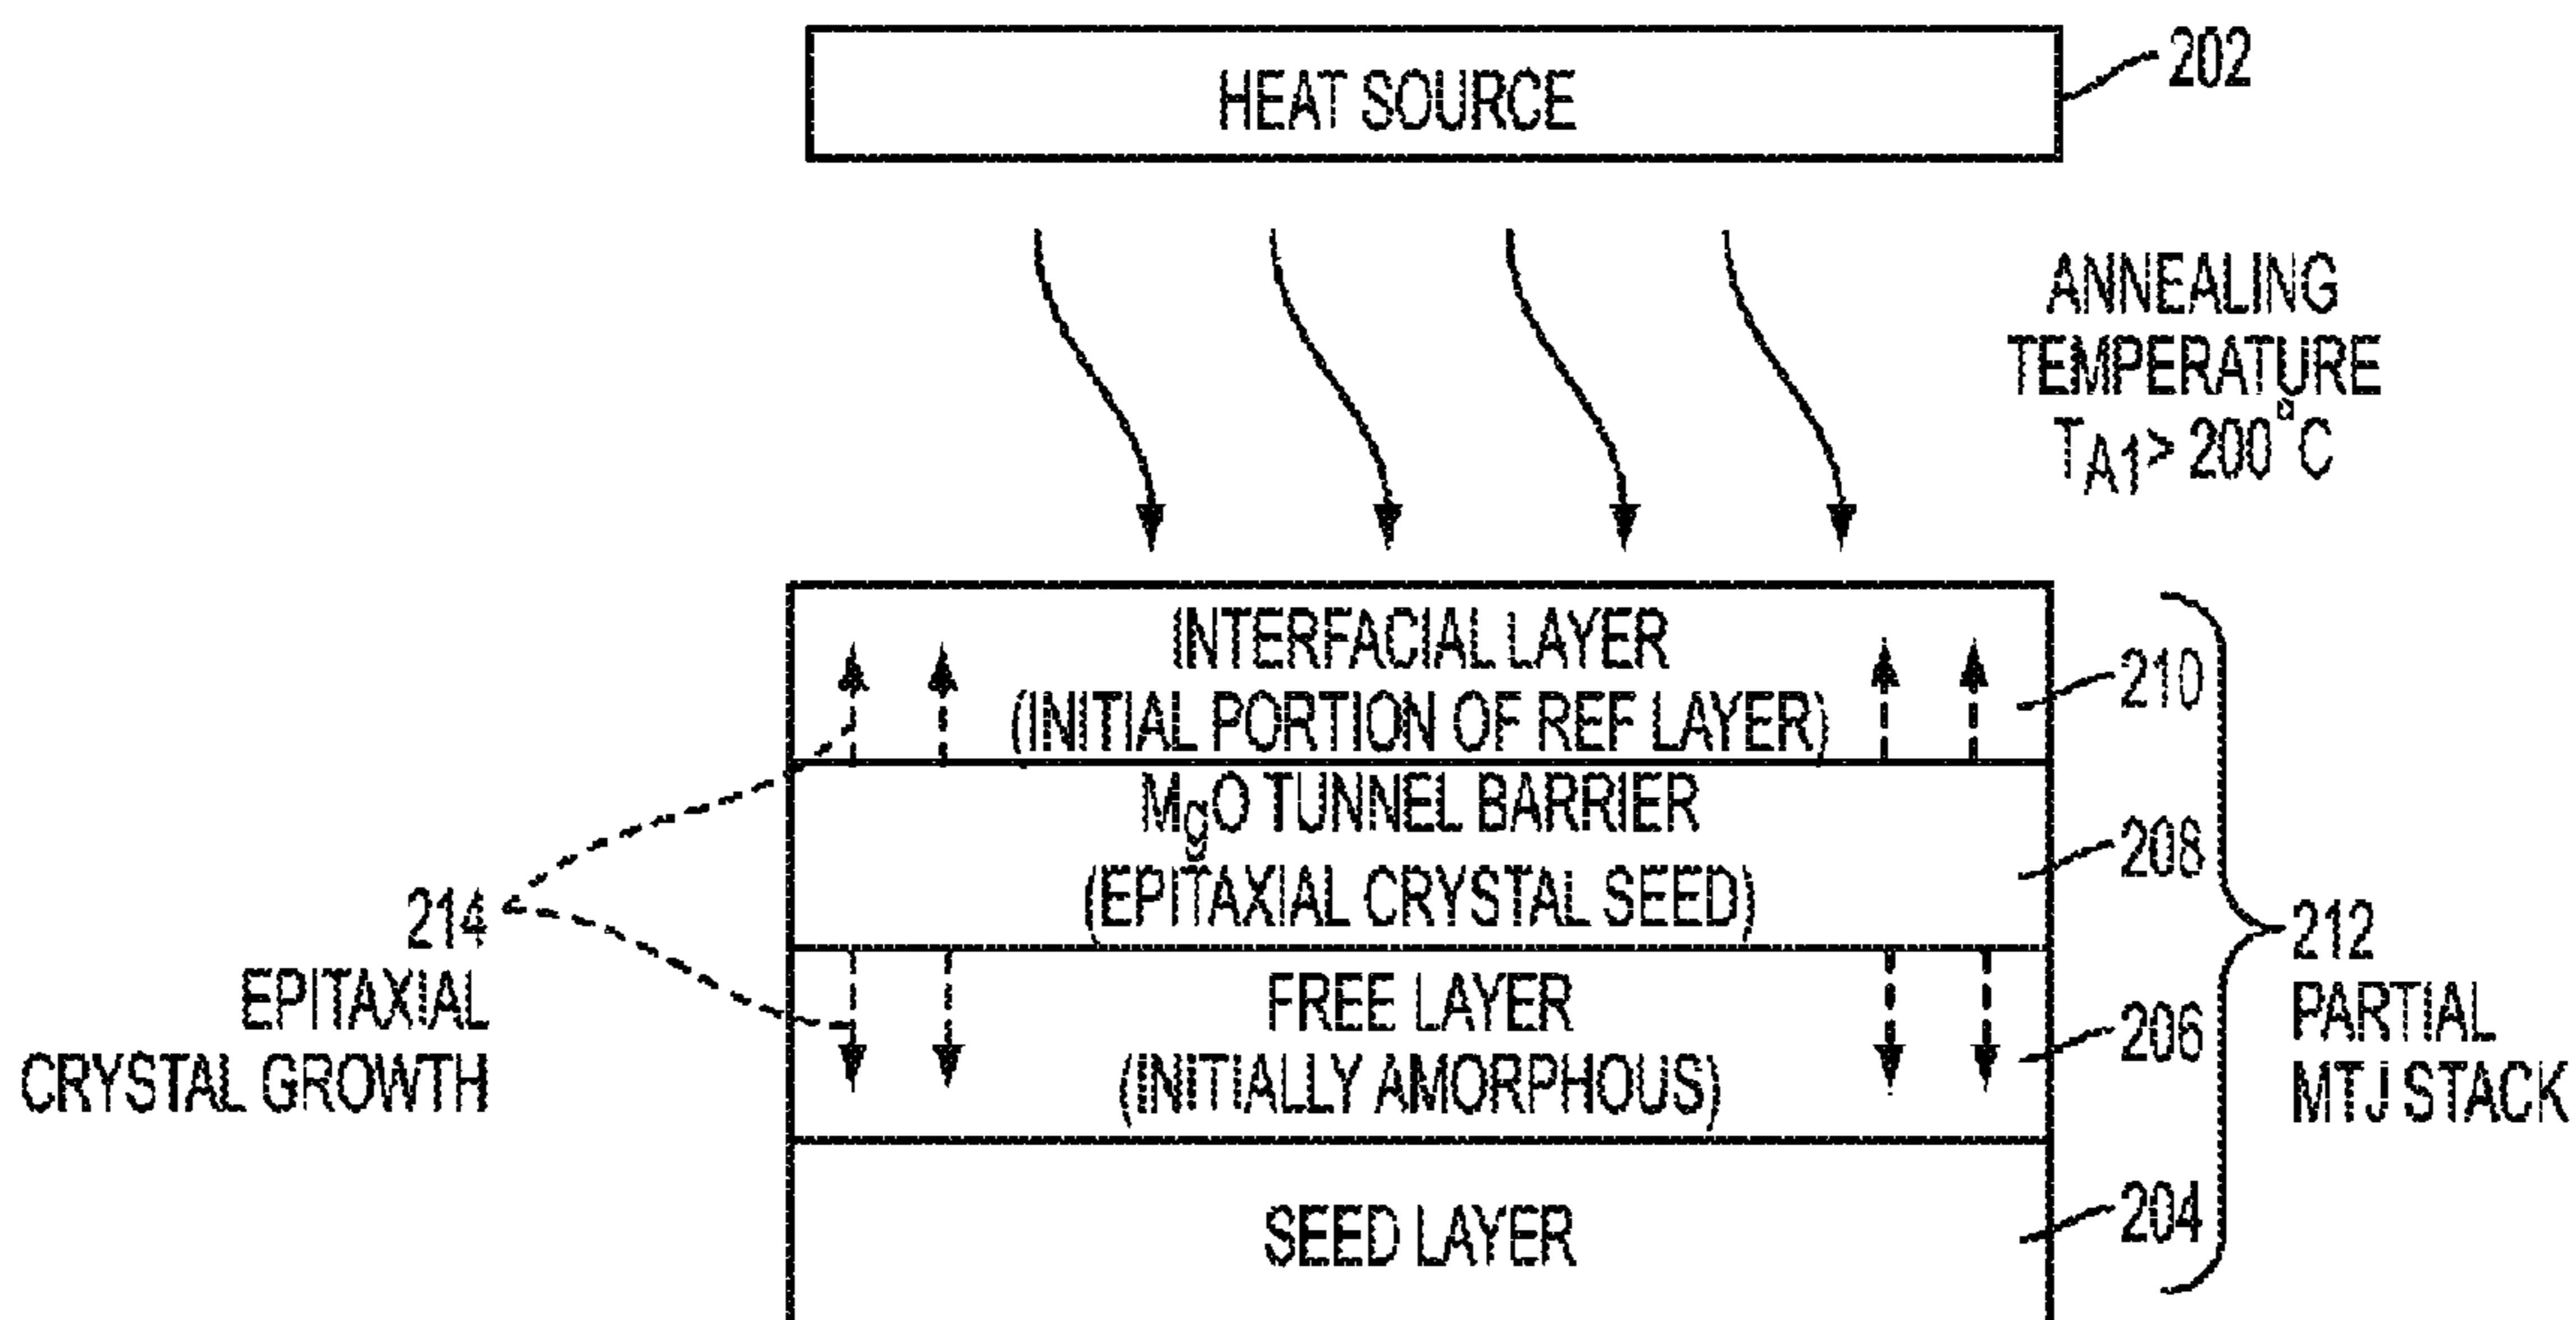 HEAT SOURCE
202
ANNEALING
TEMPERATURE
TA1> 200°C
INTERFACIAL LAYER
(INITIAL PORTION OF REF LAYER)
210
MgO TUNNEL BARRIER
(EPITAXIAL CRYSTAL SEED)
208
214
EPITAXIAL
CRYSTAL GROWTH
212
PARTIAL
MTJ STACK
FREE LAYER
(INITIALLY AMORPHOUS)
206
SEED LAYER
204